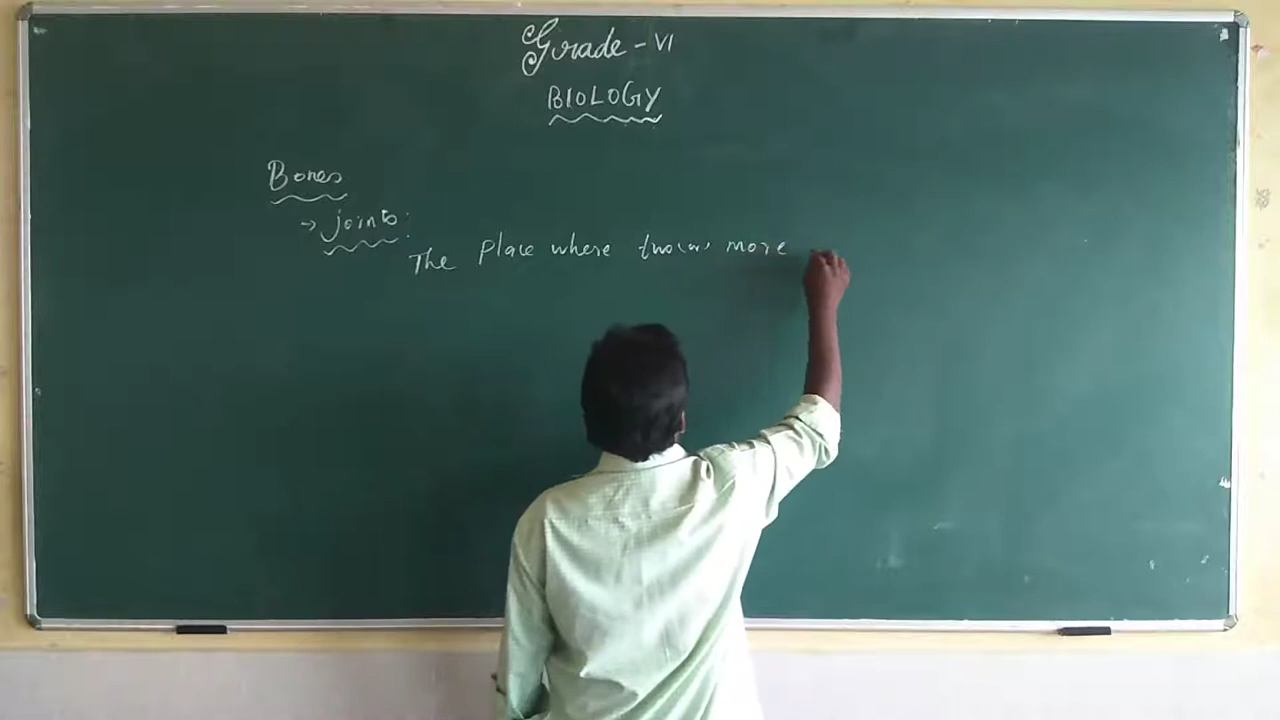 Grade - VI
BIOLOGY
Bones
→ joints:
The Place where two(or) more